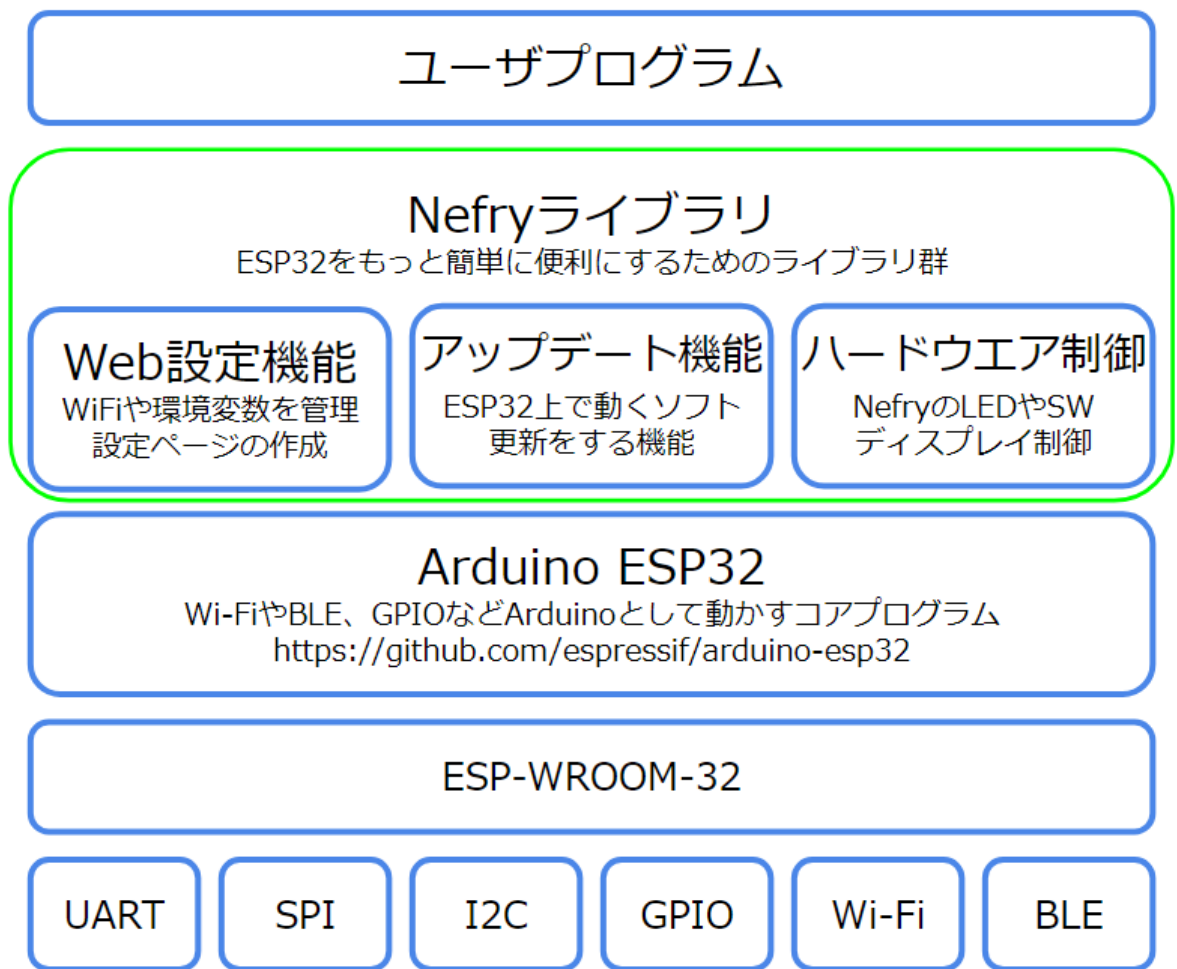 ユーザプログラム
Nefryライブラリ
ESP32をもっと簡単に便利にするためのライブラリ群
Web設定機能
WiFiや環境変数を管理
設定ページの作成
アップデート機能
ESP32上で動くソフト
更新をする機能
ハードウエア制御
NefryのLEDやSW
ディスプレイ制御
Arduino ESP32
Wi-FiやBLE、GPIOなどArduinoとして動かすコアプログラム
https://github.com/espressif/arduino-esp32
ESP-WROOM-32
UART
SPI
I2C
GPIO
Wi-Fi
BLE